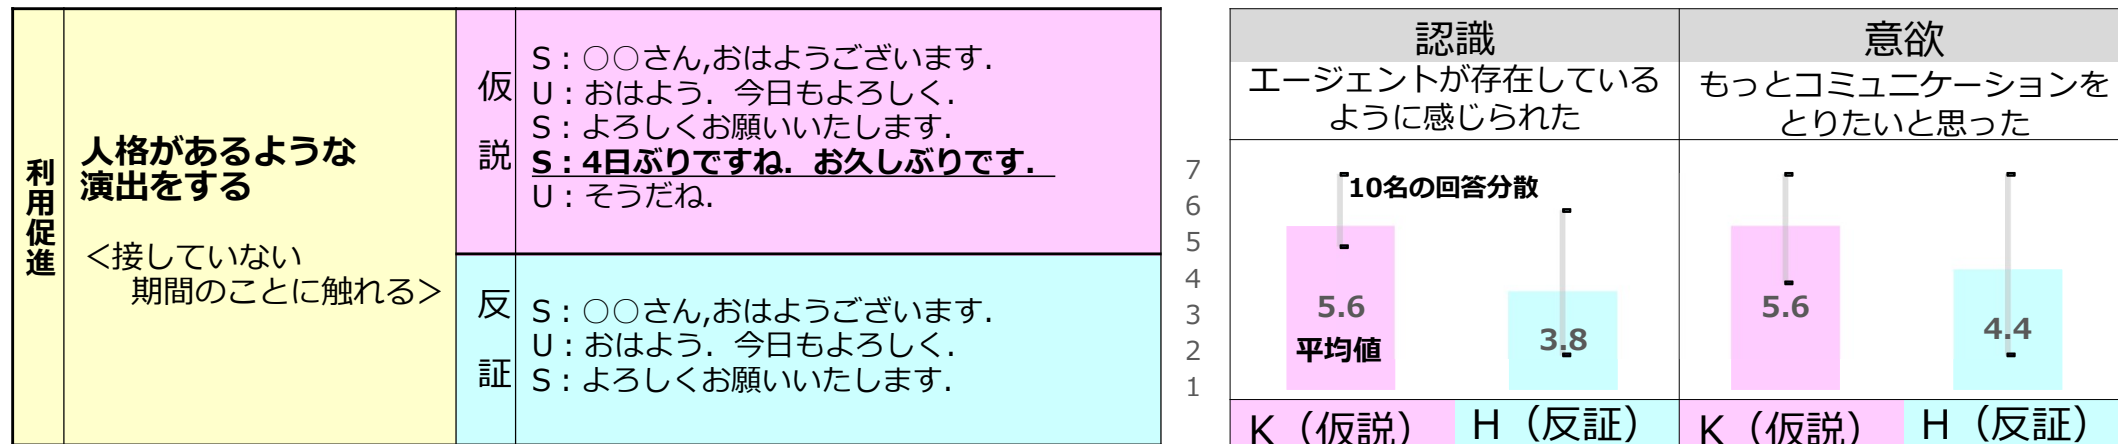 利用促進
人格があるような
演出をする
<接していない
期間のことに触れる>
仮説
S：○○さん,おはようございます.
U：おはよう．今日もよろしく.
S：よろしくお願いいたします.
S：4日ぶりですね．お久しぶりです.
U：そうだね.
反証
S：○○さん,おはようございます.
U：おはよう．今日もよろしく.
S：よろしくお願いいたします.
認識
エージェントが存在している
ように感じられた
意欲
もっとコミュニケーションを
とりたいと思った
7
6
5
4
3
2
1
10名の回答分散
5.6
平均値
3.8
5.6
4.4
K（仮説）
H（反証）
K（仮説）
H（反証）